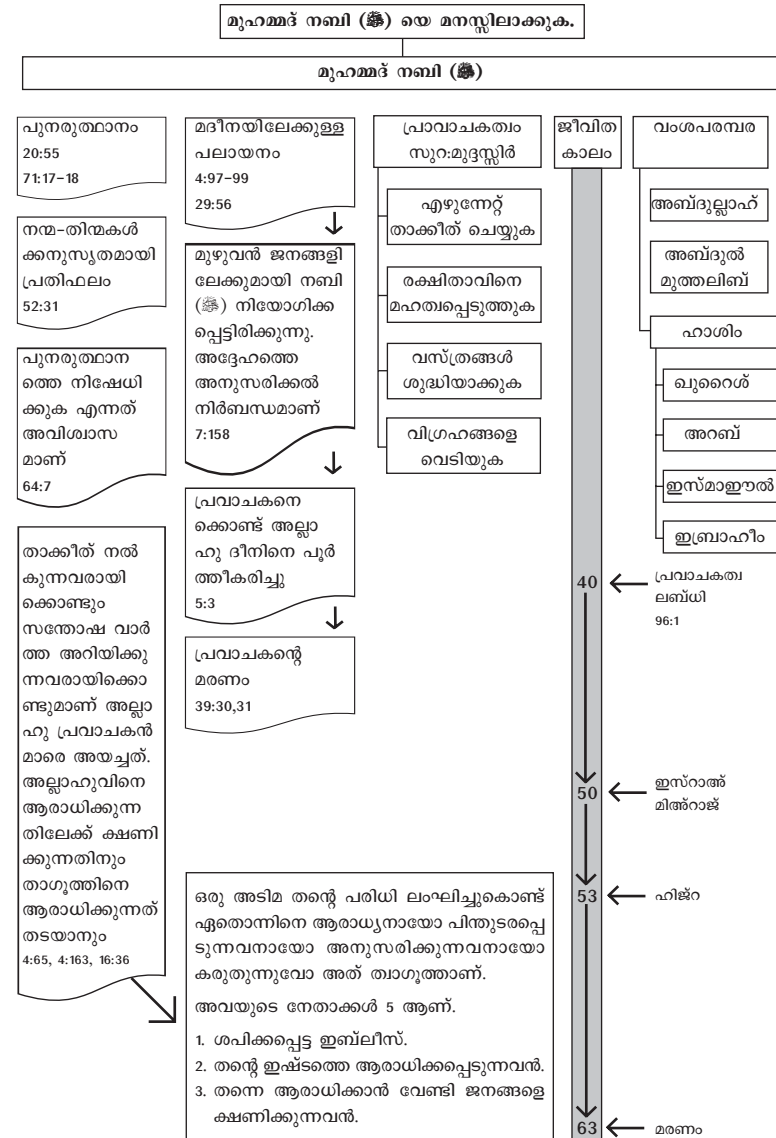 മുഹമ്മദ് നബി (ﷺ) യെ മനസ്സിലാക്കുക.
മുഹമ്മദ് നബി (ﷺ)
പുനരുത്ഥാനം
20:55
71:17-18
നന്മ-തിന്മകൾ
ക്കനുസൃതമായി
പ്രതിഫലം
52:31
പുനരുത്ഥാന
ത്തെ നിഷേധി
ക്കുക എന്നത്
അവിശ്വാസ
മാണ്
64:7
താക്കീത് നൽ
കുന്നവരായി
ക്കൊണ്ടും
സന്തോഷ വാർ
ത്ത അറിയിക്കു
ന്നവരായിക്കൊ
ണ്ടുമാണ് അല്ലാ
ഹു പ്രവാചകൻ
മാരെ അയച്ചത്.
അല്ലാഹുവിനെ
ആരാധിക്കുന്ന
തിലേക്ക് ക്ഷണി
ക്കുന്നതിനും
താഗൂത്തിനെ
ആരാധിക്കുന്നത്
തടയാനും
4:65, 4:163, 16:36
മദീനയിലേക്കുള്ള
പലായനം
4:97-99
29:56
മുഴുവൻ ജനങ്ങളി
ലേക്കുമായി നബി
(ﷺ) നിയോഗിക്ക
പ്പെട്ടിരിക്കുന്നു.
അദ്ദേഹത്തെ
അനുസരിക്കൽ
നിർബന്ധമാണ്
7:158
പ്രവാചകനെ
ക്കൊണ്ട് അല്ലാ
ഹു ദീനിനെ പൂർ
ത്തീകരിച്ചു
5:3
പ്രവാചകന്റെ
മരണം
39:30,31
പ്രാവാചകത്വം
സുറ:മുദ്ദസ്സിർ
എഴുന്നേറ്റ്
താക്കീത് ചെയ്യുക
രക്ഷിതാവിനെ
മഹത്വപ്പെടുത്തുക
വസ്ത്രങ്ങൾ
ശുദ്ധിയാക്കുക
വിഗ്രഹങ്ങളെ
വെടിയുക
ജീവിത
കാലം
40
50
53
63
വംശപരമ്പര
അബ്ദുല്ലാഹ്
അബ്ദുൽ
മുത്തലിബ്
ഹാശിം
ഖുറൈശ്
അറബ്
ഇസ്മാഈൽ
ഇബ്രാഹീം
പ്രവാചകത്വ
ലബ്ധി
96:1
ഇസ്റാഅ്
മിഅ്റാജ്
ഹിജ്റ
മരണം
ഒരു അടിമ തന്റെ പരിധി ലംഘിച്ചുകൊണ്ട്
ഏതൊന്നിനെ ആരാധ്യനായോ പിന്തുടരപ്പെ
ടുന്നവനായോ അനുസരിക്കുന്നവനായോ
കരുതുന്നുവോ അത് ത്വാഗൂത്താണ്.
അവയുടെ നേതാക്കൾ 5 ആണ്.
1. ശപിക്കപ്പെട്ട ഇബ്ലീസ്.
2. തന്റെ ഇഷ്ടത്തെ ആരാധിക്കപ്പെടുന്നവൻ.
3. തന്നെ ആരാധിക്കാൻ വേണ്ടി ജനങ്ങളെ
ക്ഷണിക്കുന്നവൻ.